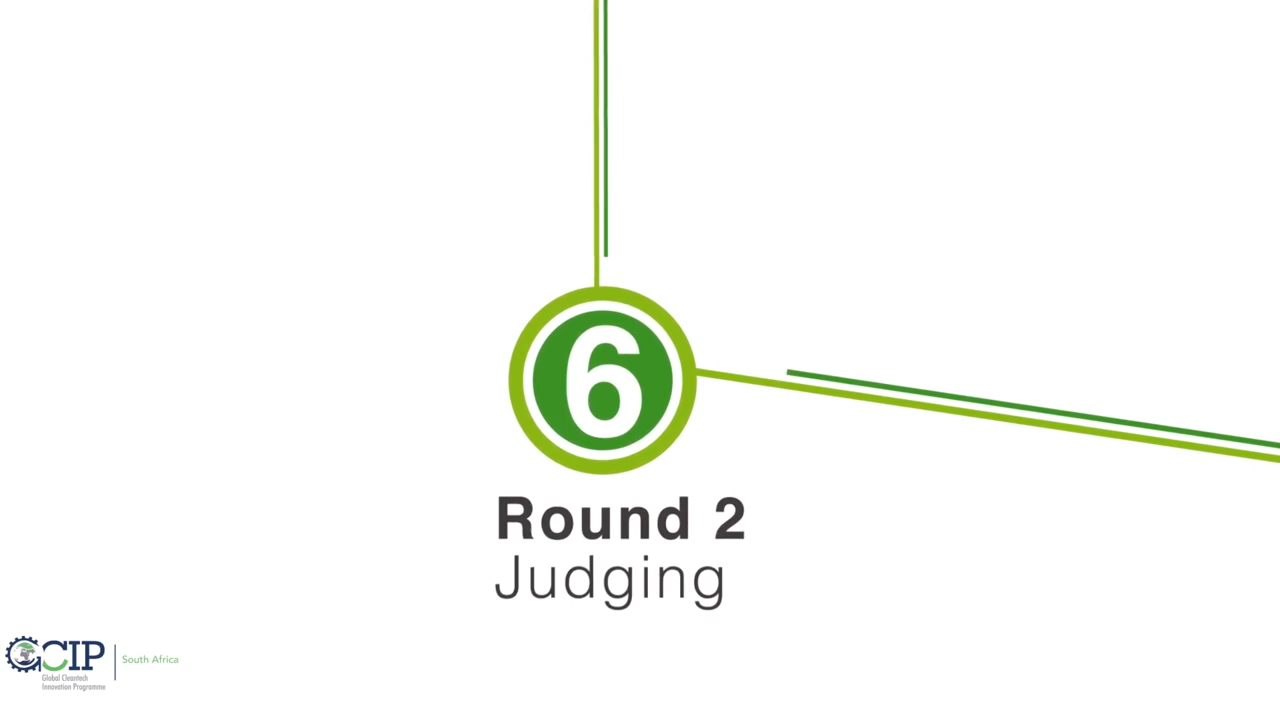 6
Round 2
Judging
GCIP
South Africa
Global Cleantech
Innovation Programme